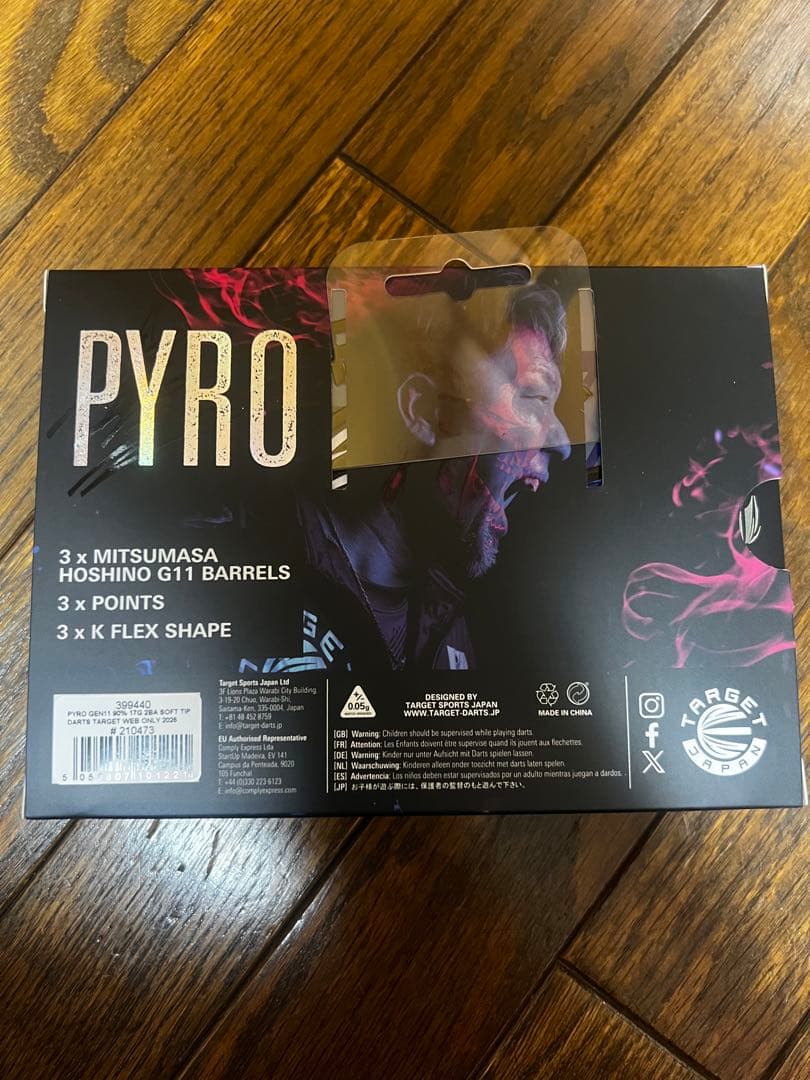 PYRO
3 x MITSUMASA
HOSHINO G11 BARRELS
3 x POINTS
3 x K FLEX SHAPE
399440
PYRO GEN11 90% 17G 2BA SOFT TIP
DARTS TARGET WEB ONLY 2025
# 210473
Target Sports Japan Ltd
3F Lions Plaza Warabi City Building,
3-19-20 Chuo, Warabi-Shi,
Saitama-Ken, 335-0004, Japan
T: +81 48 452 8759
E: info@target-darts.jp
EU Authorised Representative
Comply Express Lda
StartUp Madeira, EV 141
Campus da Penteada, 9020
105 Funchal
T: +44 (0)330 223 6123
E: info@complyexpress.com
+/-
0.05g
DESIGNED BY
TARGET SPORTS JAPAN
WWW.TARGET-DARTS.JP
MADE IN CHINA
[GB] Warning: Children should be supervised while playing darts.
[FR] Attention: Les Enfants doivent être supervisé quand ils jouent aux flechettes.
[DE] Warnung: Kinder nur unter Aufsicht mit Darts spielen lassen.
[NL] Waarschuwing: Kinderen alleen onder toezicht met darts laten spelen.
[ES] Advertencia: Los niños deben estar supervisados por un adulto mientras juegan a dardos.
[JP] お子様が遊ぶ際には、保護者の監督のもと遊んで下さい。
TARGET
JAPAN